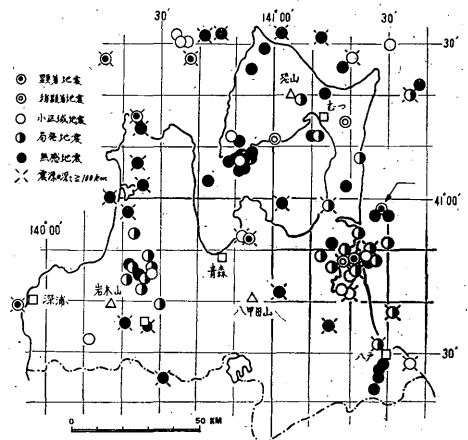 30'
141°00'
30'
顕著地震
稍顕著地震
小区域地震
局発地震
無感地震
震源の深さ≧100km
恐山
むつ
41°00'
140°00'
青森
岩木山
深浦
八甲田山
八戸
30'
0
50 KM